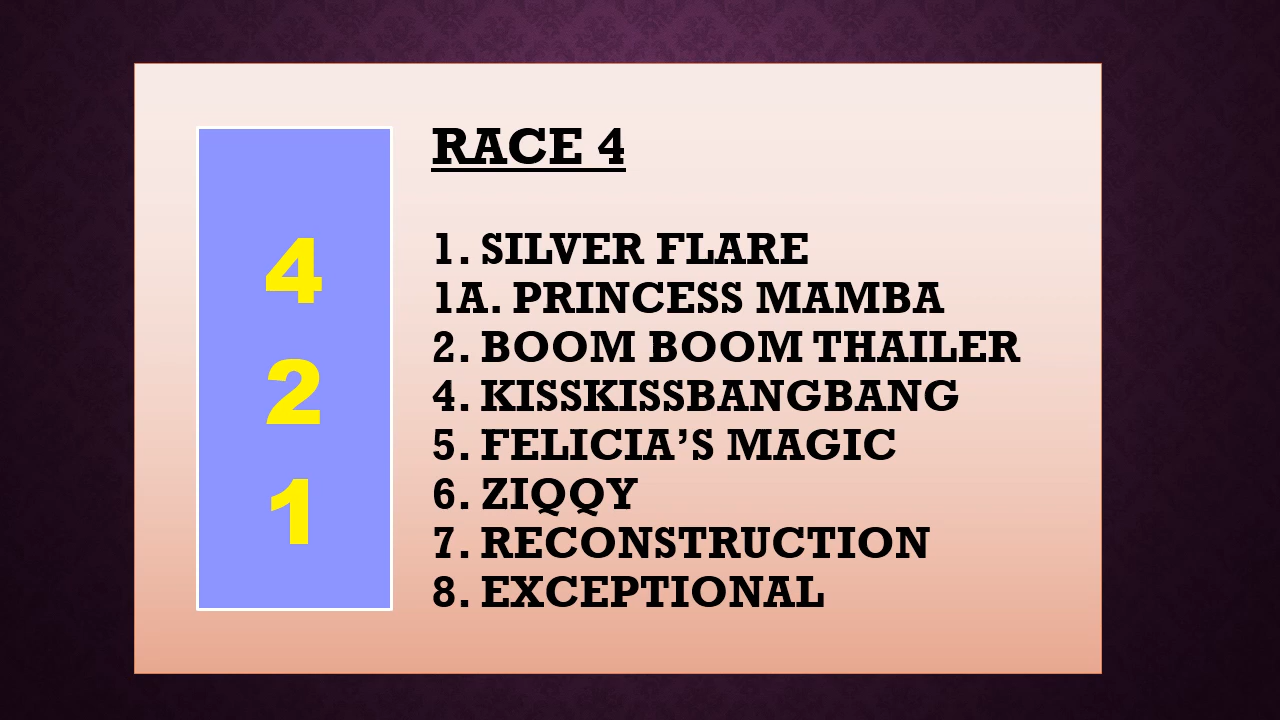 4
2
1
RACE 4
1. SILVER FLARE
1A. PRINCESS MAMBA
2. BOOM BOOM THAILER
4. KISSKISSBANGBANG
5. FELICIA’S MAGIC
6. ZIQQY
7. RECONSTRUCTION
8. EXCEPTIONAL